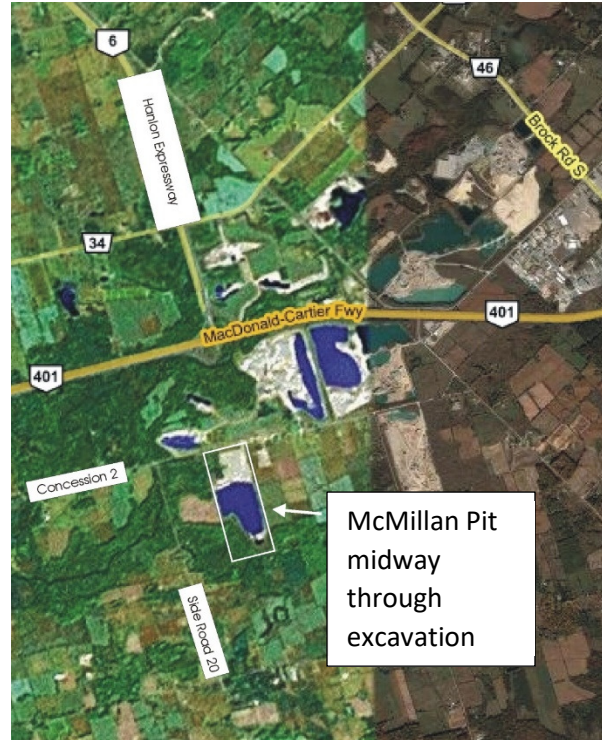 6
46
Hanlon Expressway
Brock Rd S
34
MacDonald-Cartier Fwy
401
401
Concession 2
McMillan Pit
midway
through
excavation
Side Road 20